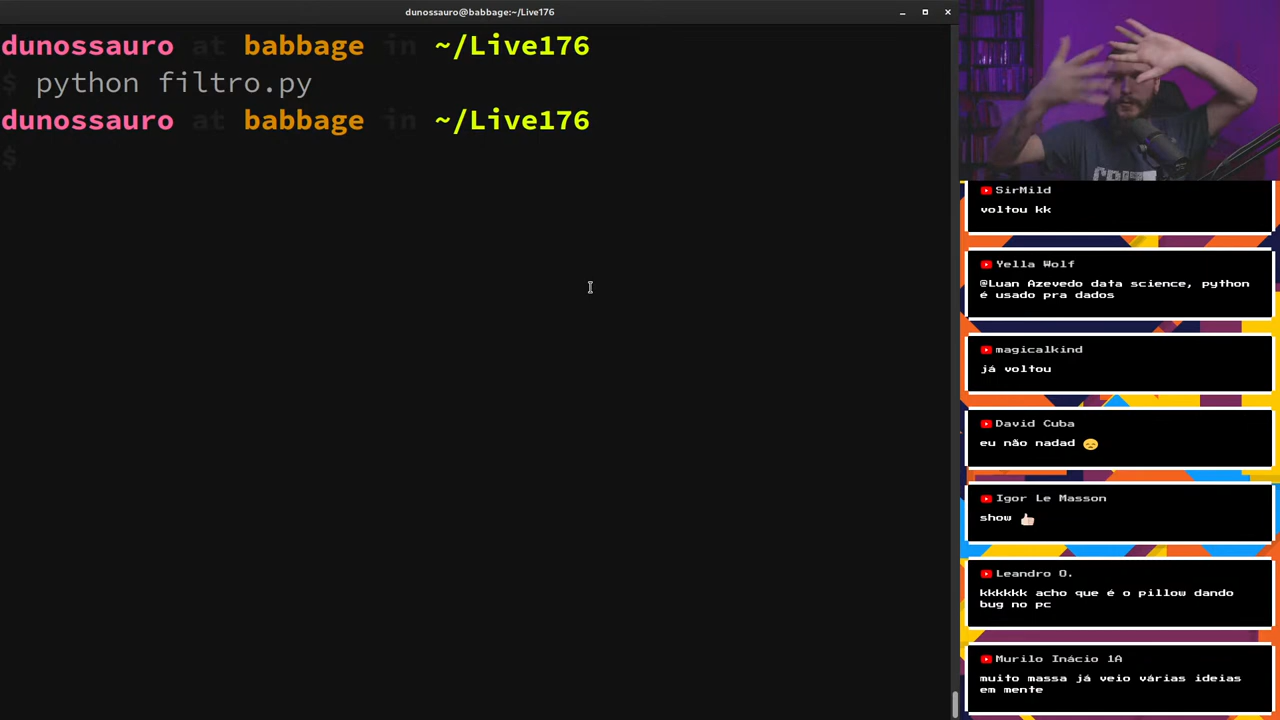 dunossauro@babbage:~/Live176
dunossauro at babbage in ~/Live176
$ python filtro.py
dunossauro at babbage in ~/Live176
$
SirMild
voltou kk
Yella Wolf
@Luan Azevedo data science, python
é usado pra dados
magicalkind
já voltou
David Cuba
eu não nadad
Igor Le Masson
show
Leandro O.
kkkkkk acho que é o pillow dando
bug no pc
Murilo Inácio 1A
muito massa já veio várias ideias
em mente